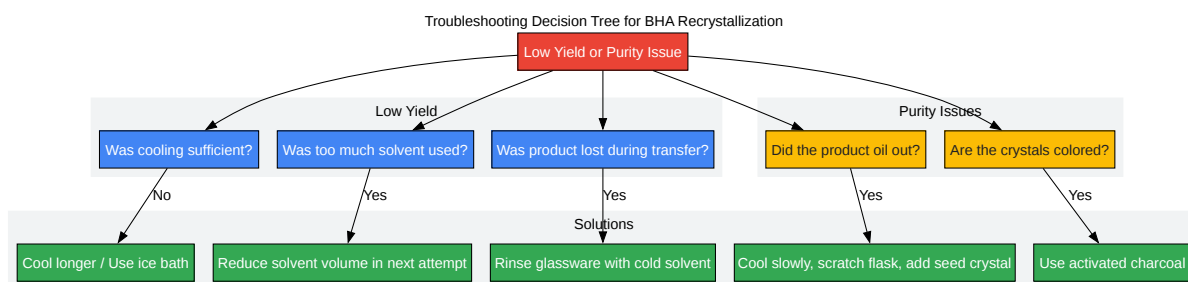 Troubleshooting Decision Tree for BHA Recrystallization
Low Yield or Purity Issue
Low Yield
Purity Issues
Was cooling sufficient?
Was too much solvent used?
Was product lost during transfer?
Did the product oil out?
Are the crystals colored?
No
Yes
Yes
Yes
Yes
Solutions
Cool longer / Use ice bath
Reduce solvent volume in next attempt
Rinse glassware with cold solvent
Cool slowly, scratch flask, add seed crystal
Use activated charcoal